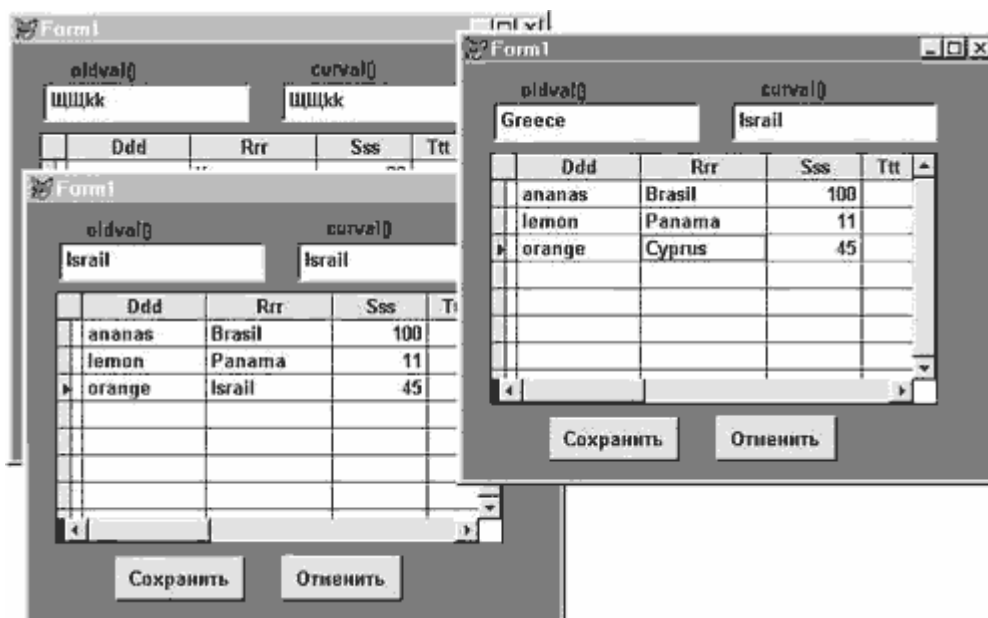 Form1
oldval() curval()
ЩЩЩkk ЩЩЩkk
Ddd Rrr Sss Ttt
Form1
oldval() curval()
Israil Israil
Ddd Rrr Sss
ananas Brasil 100
lemon Panama 11
orange Israil 45
Сохранить Отменить
Form1
oldval() curval()
Greece Israil
Ddd Rrr Sss Ttt
ananas Brasil 100
lemon Panama 11
orange Cyprus 45
Сохранить Отменить